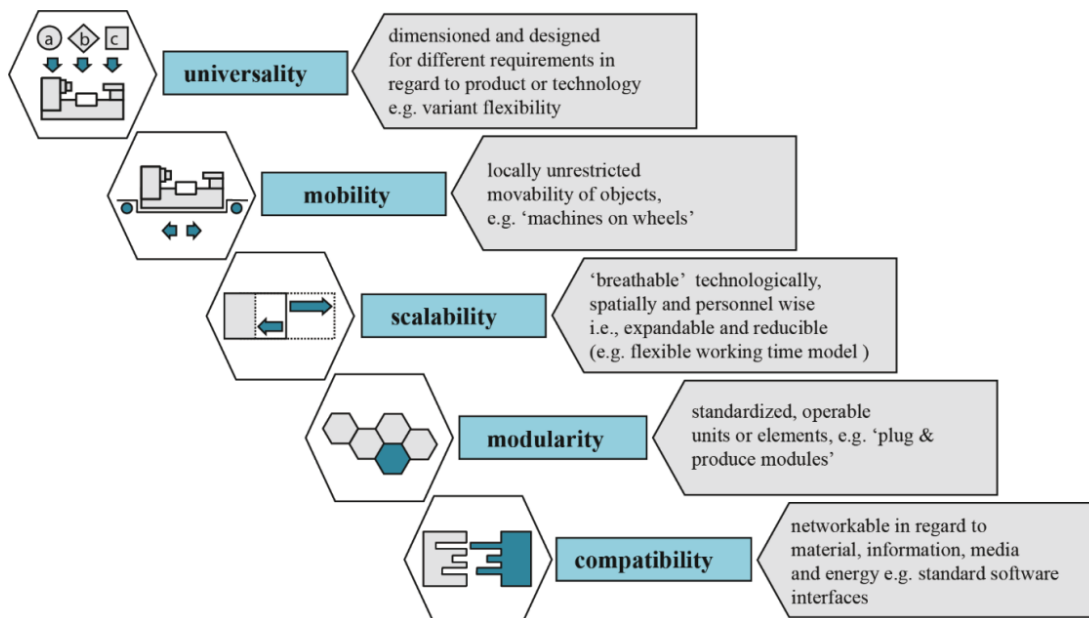 a b c
universality
dimensioned and designed
for different requirements in
regard to product or technology
e.g. variant flexibility
mobility
locally unrestricted
movability of objects,
e.g. ‘machines on wheels’
scalability
‘breathable’ technologically,
spatially and personnel wise
i.e., expandable and reducible
(e.g. flexible working time model )
modularity
standardized, operable
units or elements, e.g. ‘plug &
produce modules’
compatibility
networkable in regard to
material, information, media
and energy e.g. standard software
interfaces